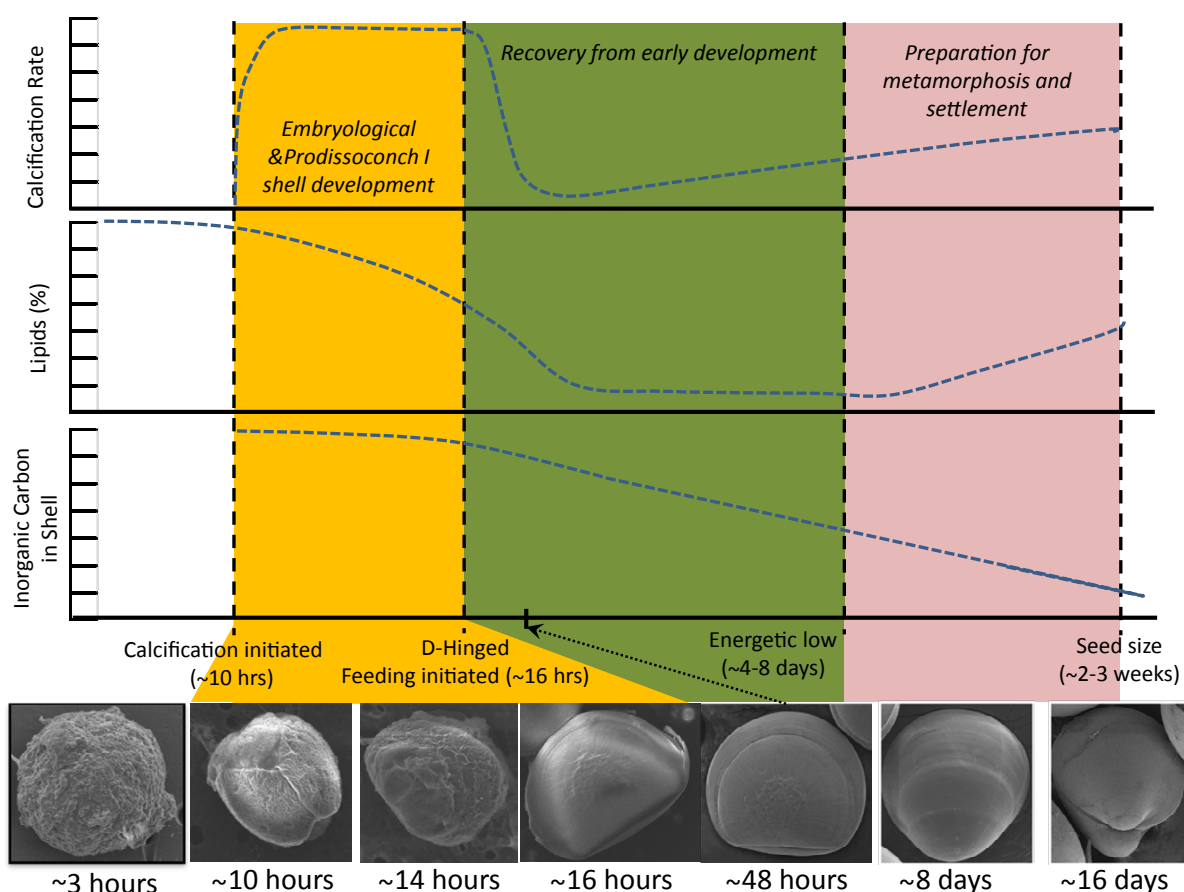 Calcification Rate
Embryological
&Prodissoconch I
shell development
Recovery from early development
Preparation for
metamorphosis and
settlement
Lipids (%)
Inorganic Carbon
in Shell
Calcification initiated
(~10 hrs)
D-Hinged
Feeding initiated (~16 hrs)
Energetic low
(~4-8 days)
Seed size
(~2-3 weeks)
~3 hours
~10 hours
~14 hours
~16 hours
~48 hours
~8 days
~16 days